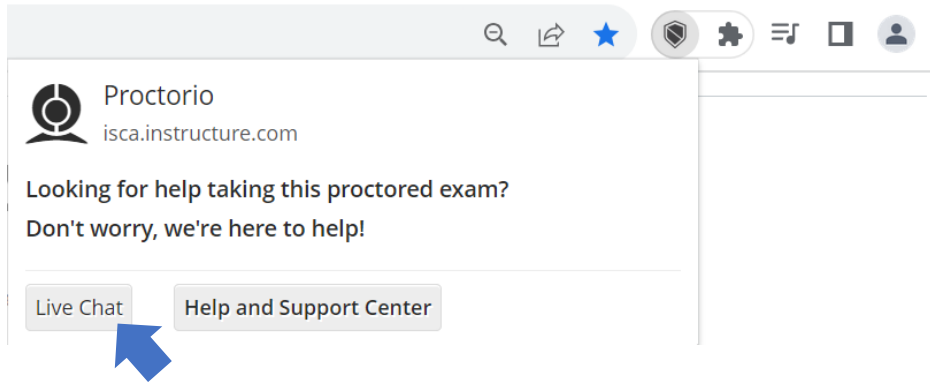 Proctorio
isca.instructure.com
Looking for help taking this proctored exam?
Don't worry, we're here to help!
Live Chat
Help and Support Center